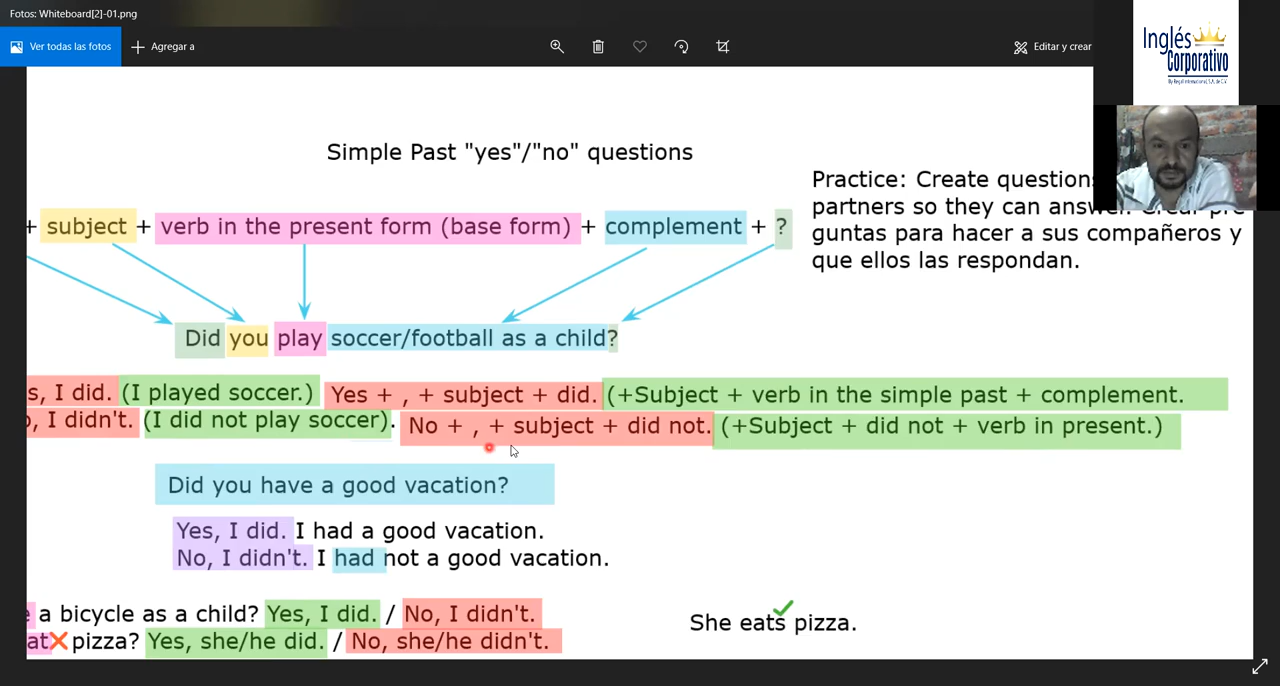 Fotos: Whiteboard[2]-01.png
Ver todas las fotos
Agregar a
Editar y crear
Inglés
Corporativo
Simple Past "yes"/"no" questions
Practice: Create questions
partners so they can answer. Crear pre
guntas para hacer a sus compañeros y
que ellos las respondan.
+ subject + verb in the present form (base form) + complement + ?
Did you play soccer/football as a child?
s, I did. (I played soccer.) Yes + , + subject + did. (+Subject + verb in the simple past + complement.
o, I didn't. (I did not play soccer). No + , + subject + did not. (+Subject + did not + verb in present.)
Did you have a good vacation?
Yes, I did. I had a good vacation.
No, I didn't. I had not a good vacation.
e a bicycle as a child? Yes, I did. / No, I didn't.
at pizza? Yes, she/he did. / No, she/he didn't.
She eats pizza.